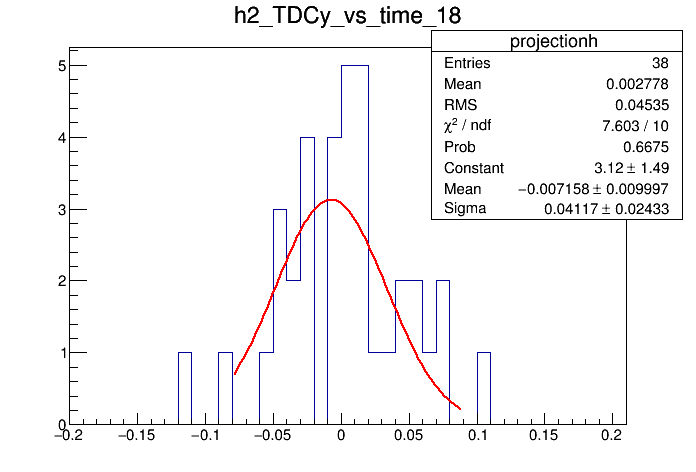 h2_TDCy_vs_time_18
projectionh
Entries 38
Mean 0.002778
RMS 0.04535
χ² / ndf 7.603 / 10
Prob 0.6675
Constant 3.12 ± 1.49
Mean −0.007158 ± 0.009997
Sigma 0.04117 ± 0.02433
5
4
3
2
1
0
−0.2 −0.15 −0.1 −0.05 0 0.05 0.1 0.15 0.2